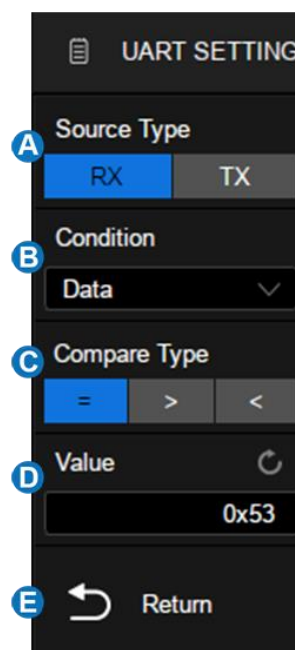 UART SETTING
A
Source Type
RX TX
B
Condition
Data
C
Compare Type
= > <
D
Value
0x53
E
Return